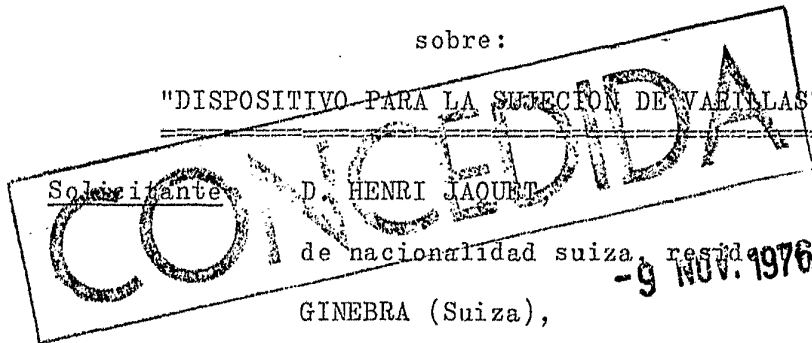 sobre:
"DISPOSITIVO PARA LA SUJECION DE VARILLAS"
Solicitante D. HENRI JAQUET,
de nacionalidad suiza,
-9 NOV. 1976
GINEBRA (Suiza),
CONCEDIDA